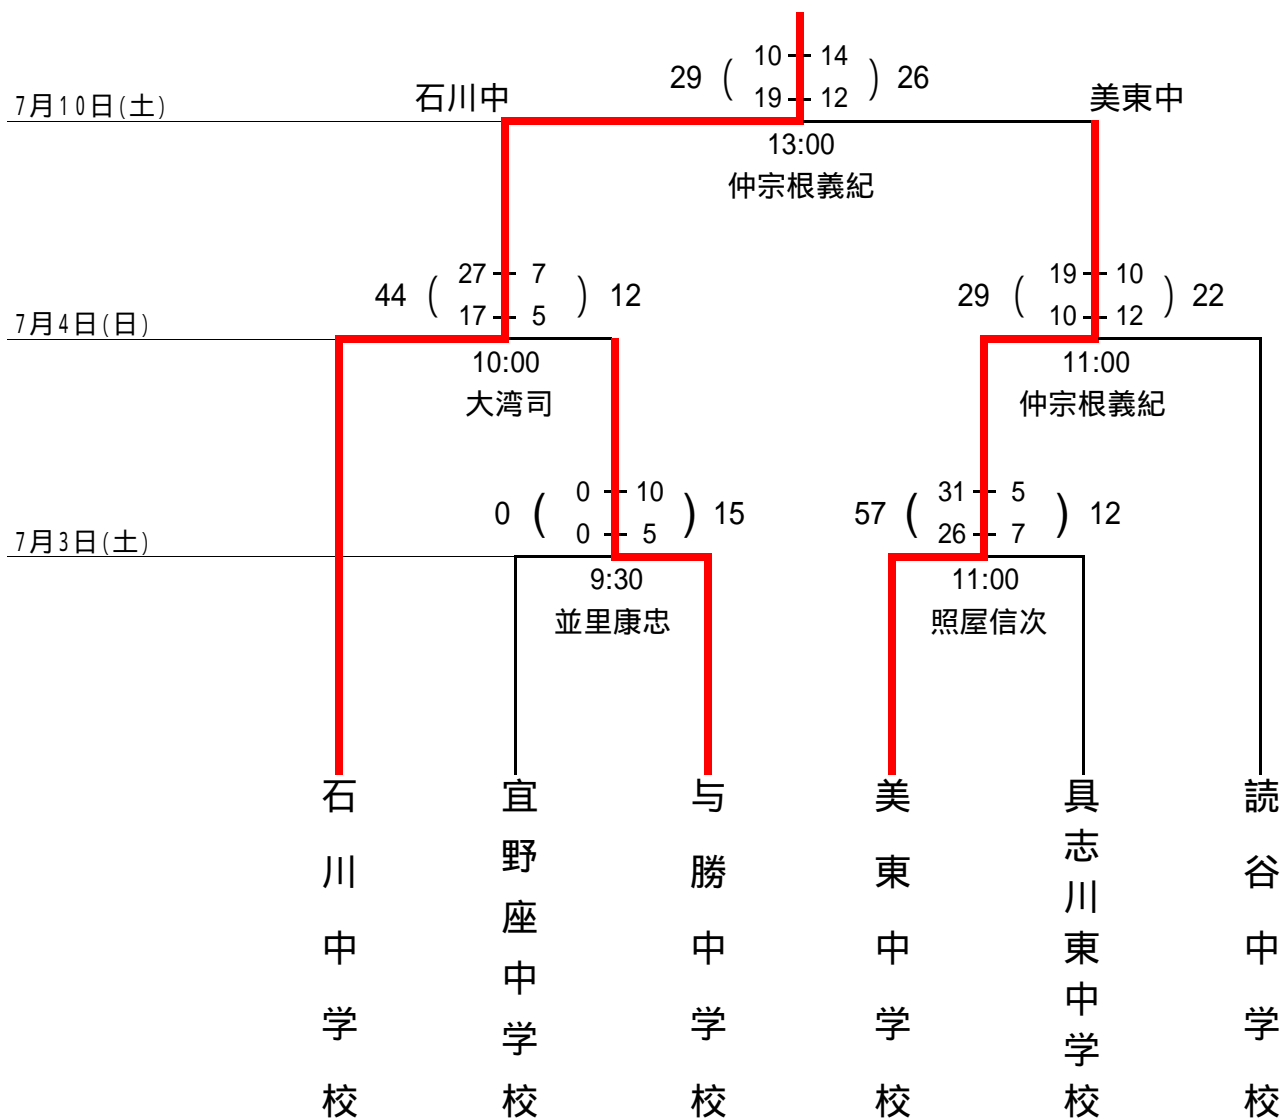 10 14
29 ( ) 26
19 12
石川中 美東中
7月10日(土)
13:00
仲宗根義紀
27 7 19 10
44 ( ) 12 29 ( ) 22
17 5 10 12
7月4日(日)
10:00 11:00
大湾司 仲宗根義紀
0 10 31 5
0 ( ) 15 57 ( ) 12
0 5 26 7
7月3日(土)
9:30 11:00
並里康忠 照屋信次
石川中学校
宜野座中学校
与勝中学校
美東中学校
具志川東中学校
読谷中学校